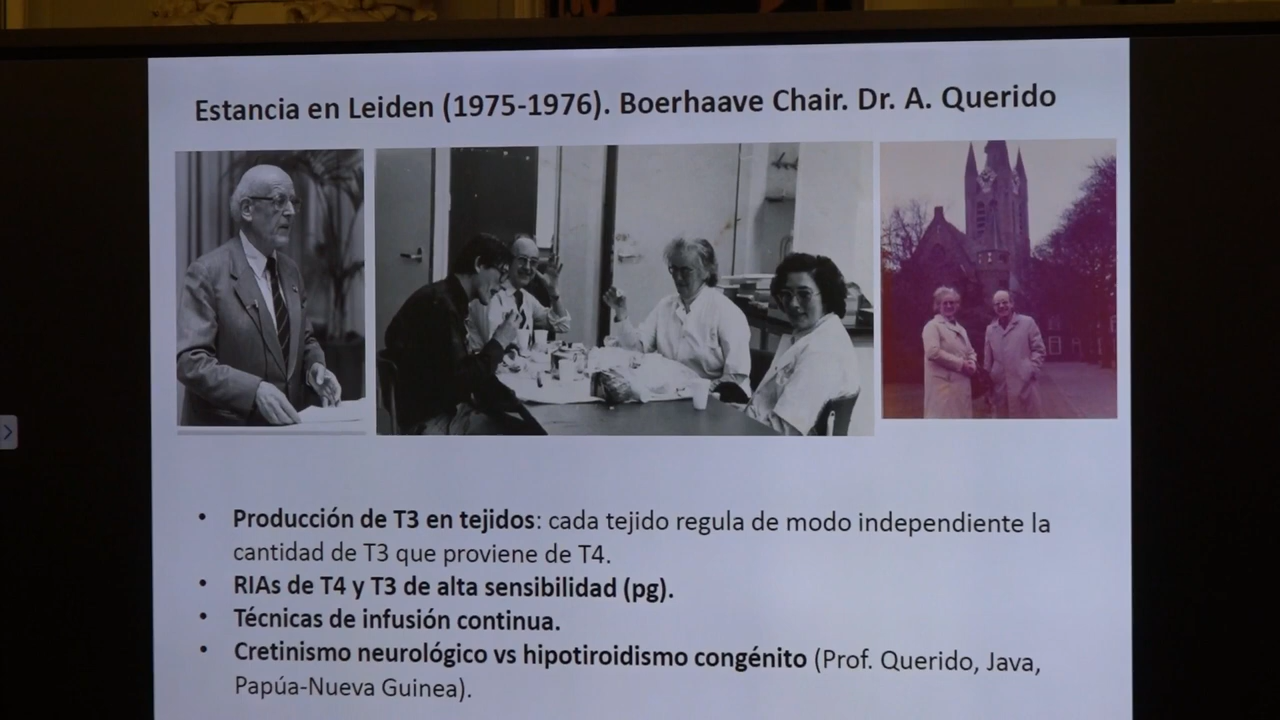 Estancia en Leiden (1975-1976). Boerhaave Chair. Dr. A. Querido
• Producción de T3 en tejidos: cada tejido regula de modo independiente la
cantidad de T3 que proviene de T4.
• RIAs de T4 y T3 de alta sensibilidad (pg).
• Técnicas de infusión continua.
• Cretinismo neurológico vs hipotiroidismo congénito (Prof. Querido, Java,
Papúa-Nueva Guinea).